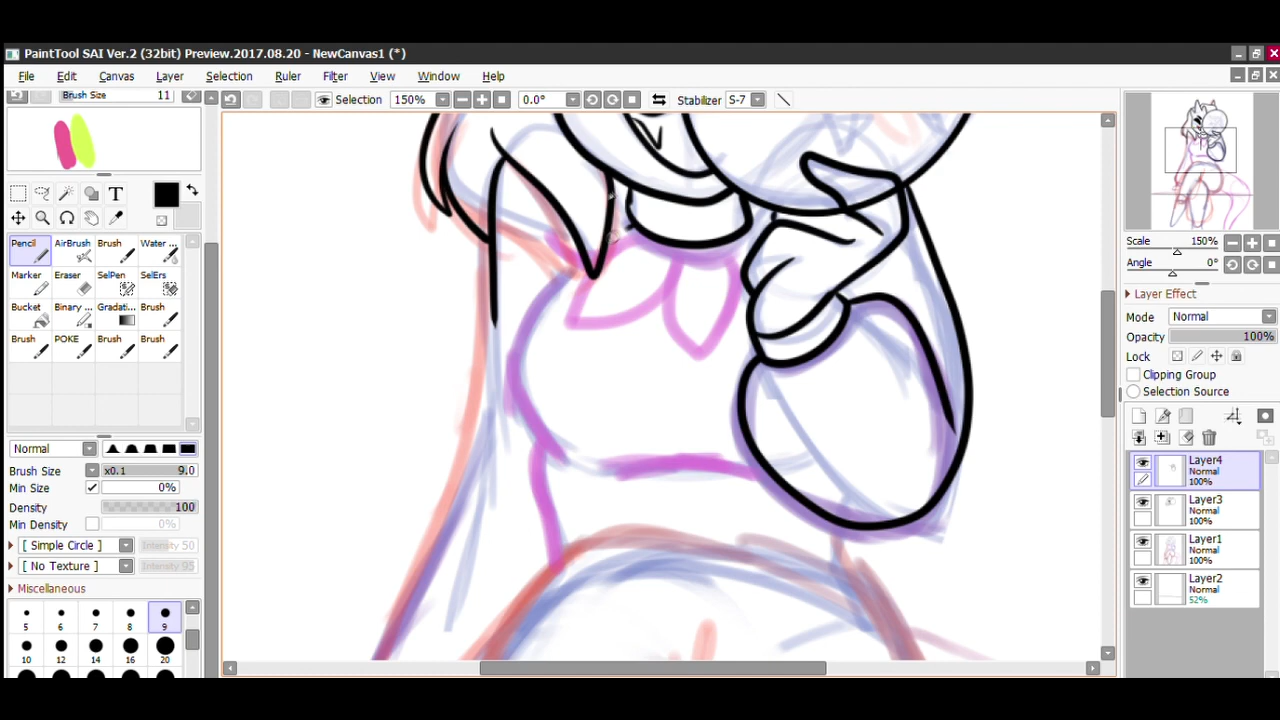 PaintTool SAI Ver.2 (32bit) Preview.2017.08.20 - NewCanvas1 (*)
File Edit Canvas Layer Selection Ruler Filter View Window Help
Brush Size 11
Selection 150% 0.0° Stabilizer S-7
T
Pencil AirBrush Brush Water ...
Marker Eraser SelPen SelErs
Bucket Binary ... Gradati... Brush
Brush POKE Brush Brush
Normal
Brush Size x0.1 9.0
Min Size 0%
Density 100
Min Density 0%
[ Simple Circle ] Intensity 50
[ No Texture ] Intensity 95
Miscellaneous
5 6 7 8 9
10 12 14 16 20
Scale 150%
Angle 0°
Layer Effect
Mode Normal
Opacity 100%
Lock
Clipping Group
Selection Source
Layer4
Normal
100%
Layer3
Normal
100%
Layer1
Normal
100%
Layer2
Normal
52%